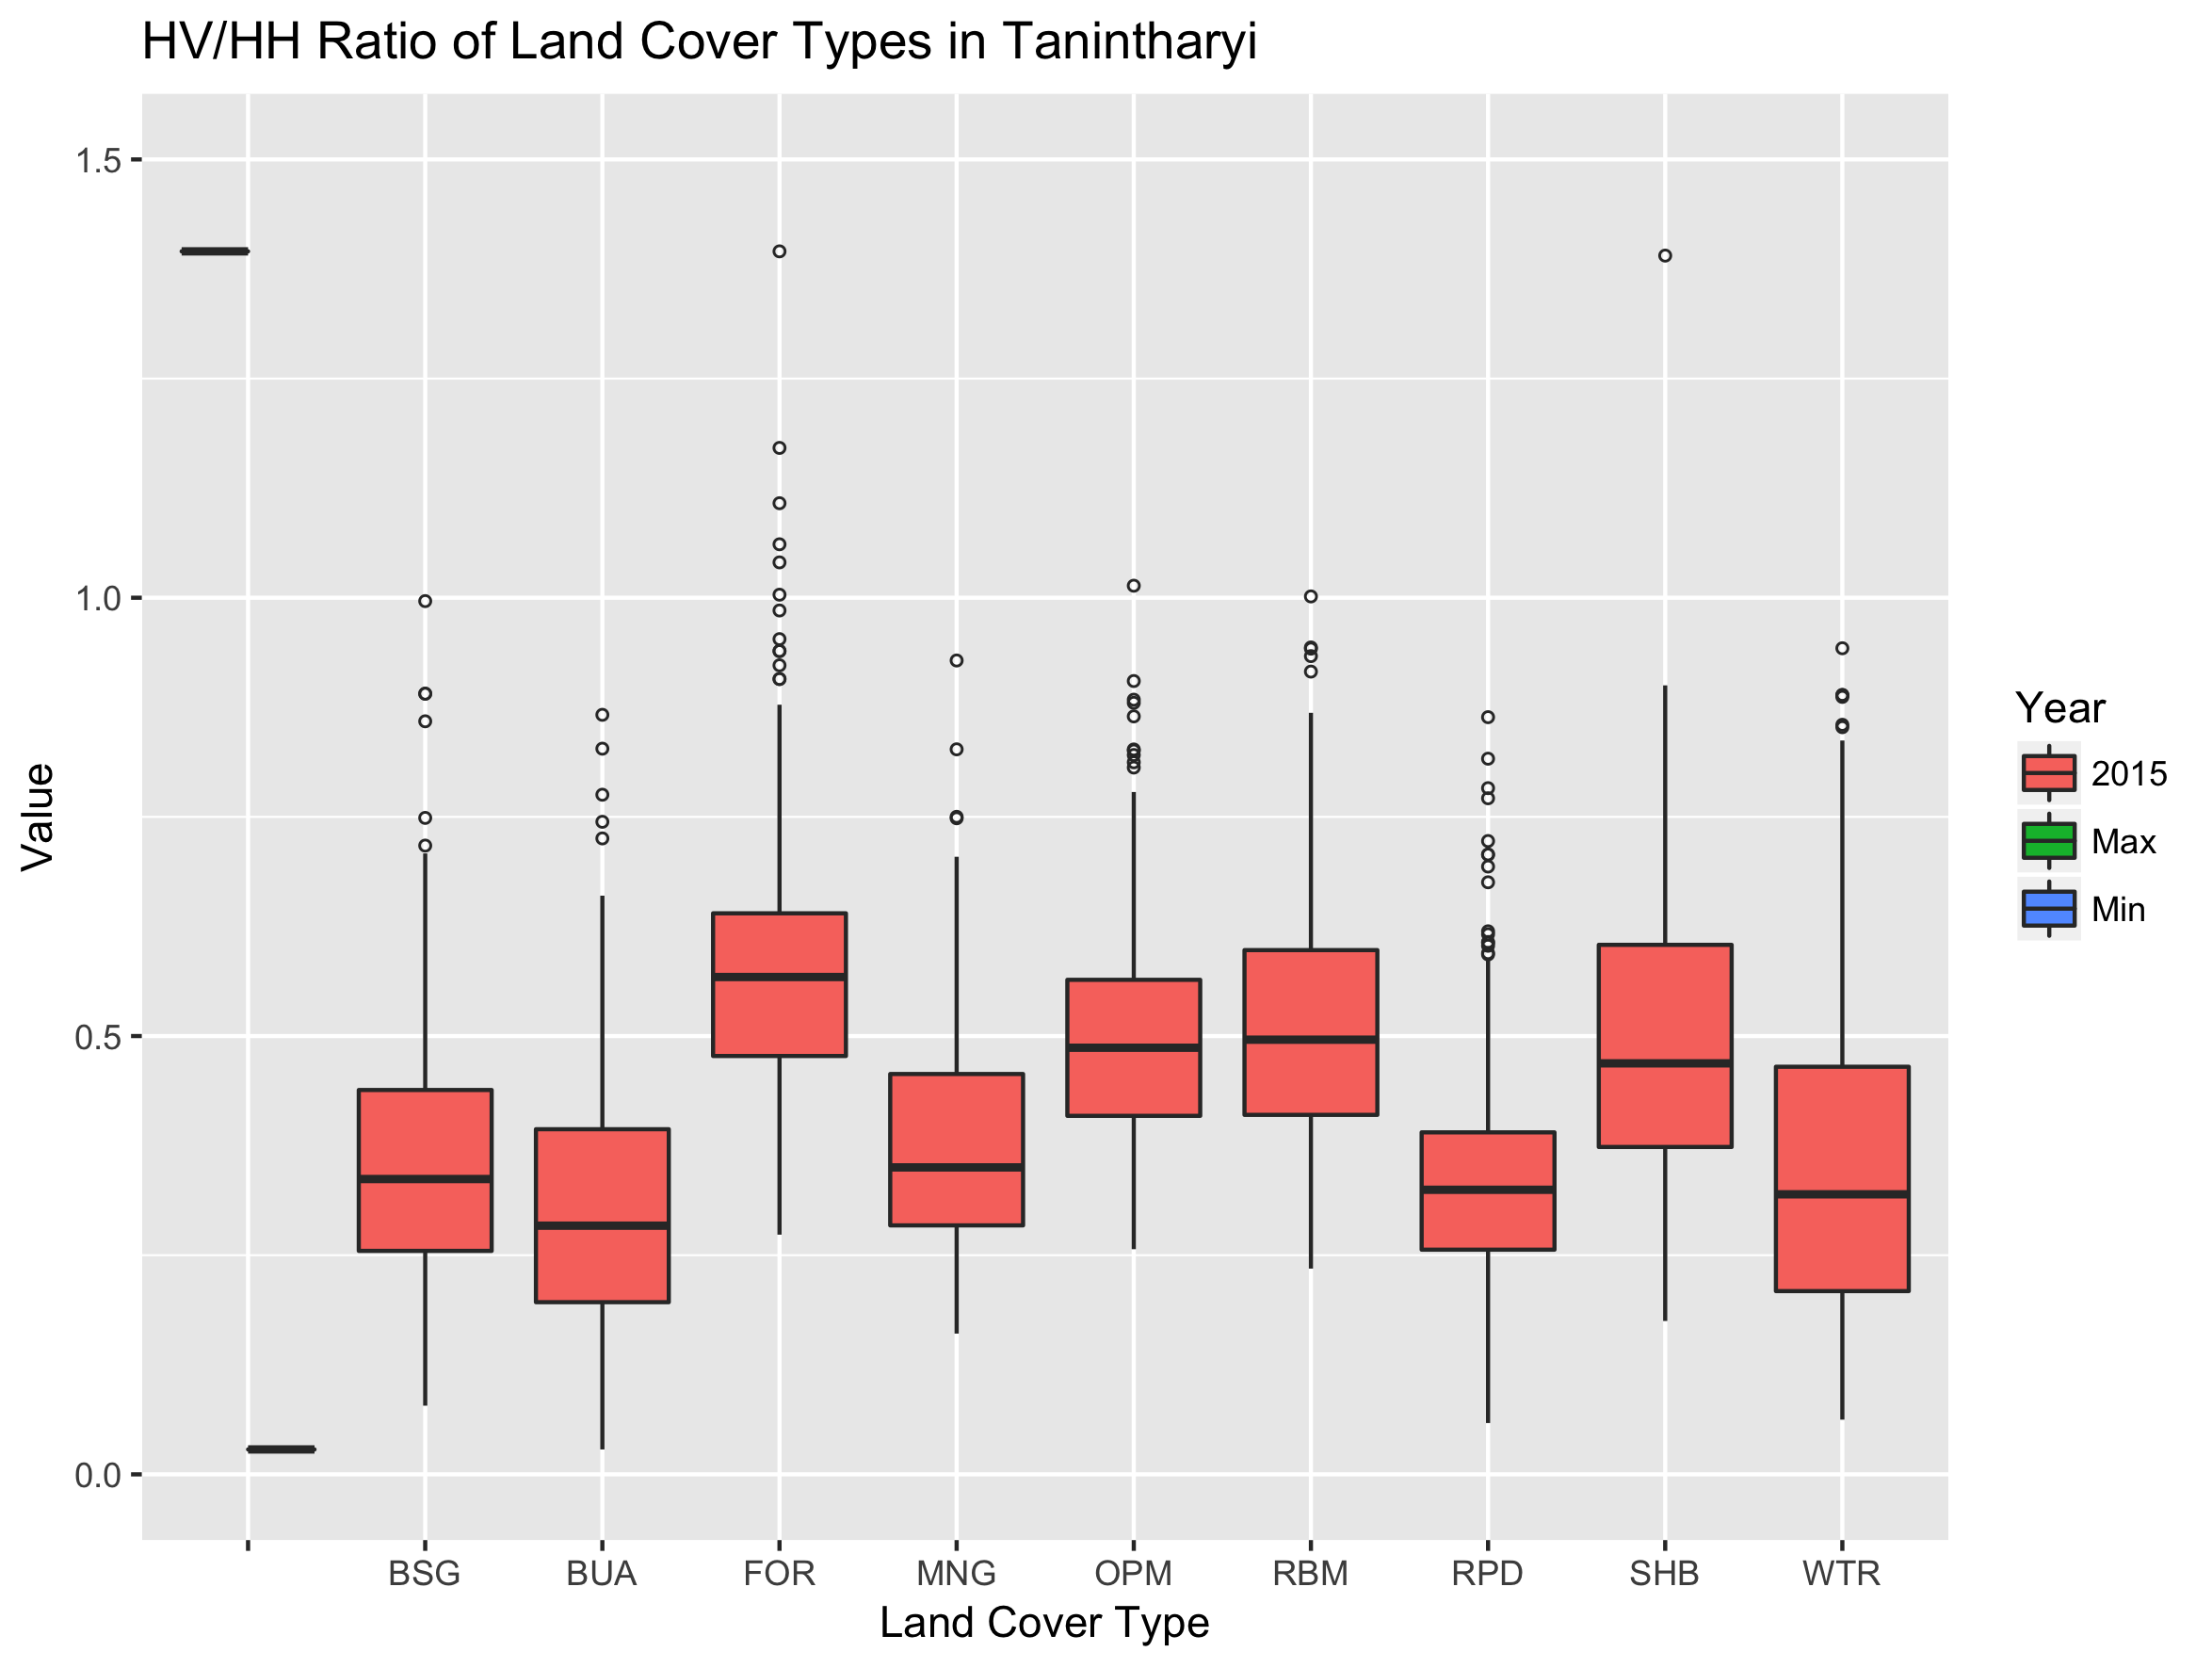 HV/HH Ratio of Land Cover Types in Tanintharyi
Value
1.5
1.0
0.5
0.0
BSG BUA FOR MNG OPM RBM RPD SHB WTR
Land Cover Type
Year
2015
Max
Min